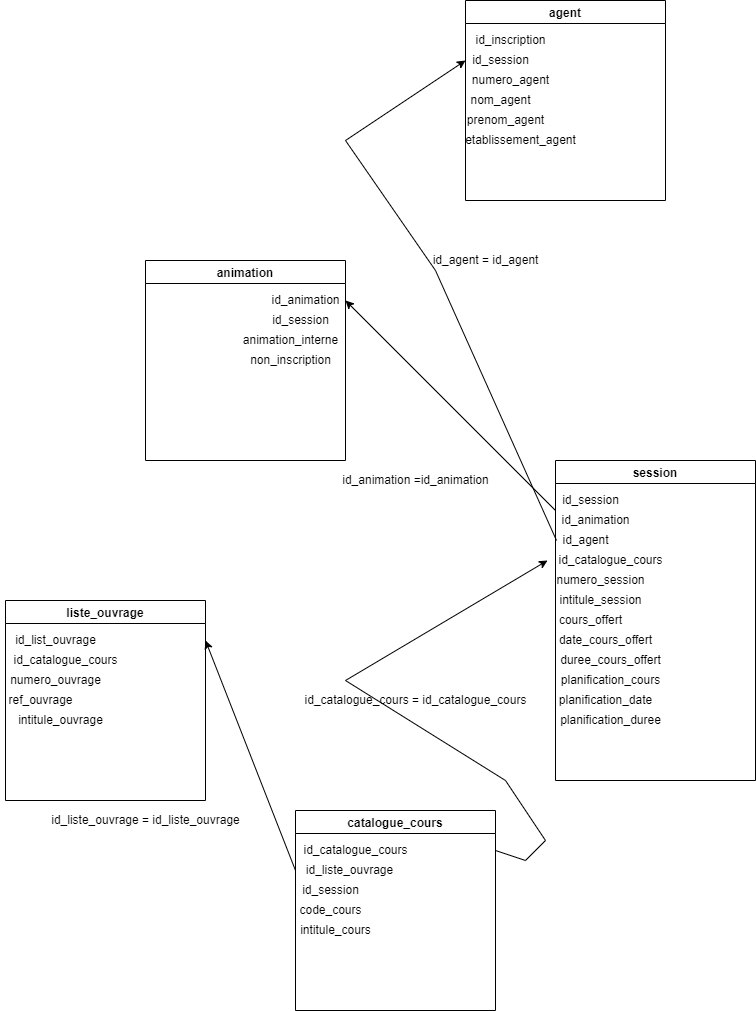 agent
id_inscription
id_session
numero_agent
nom_agent
prenom_agent
etablissement_agent
id_agent = id_agent
animation
id_animation
id_session
animation_interne
non_inscription
id_animation =id_animation
session
id_session
id_animation
id_agent
id_catalogue_cours
numero_session
intitule_session
cours_offert
date_cours_offert
duree_cours_offert
planification_cours
planification_date
planification_duree
liste_ouvrage
id_list_ouvrage
id_catalogue_cours
numero_ouvrage
ref_ouvrage
intitule_ouvrage
id_catalogue_cours = id_catalogue_cours
id_liste_ouvrage = id_liste_ouvrage
catalogue_cours
id_catalogue_cours
id_liste_ouvrage
id_session
code_cours
intitule_cours